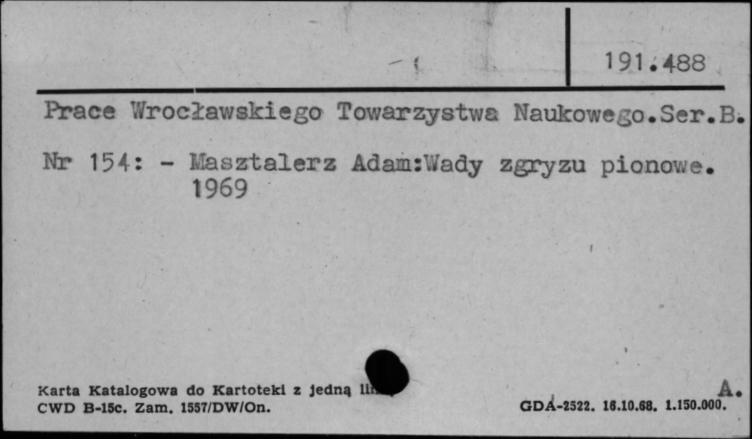 191.488
Prace Wrocławskiego Towarzystwa Naukowego.Ser.B.
Nr 154: - Masztalerz Adam:Wady zgryzu pionowe.
1969
A.
Karta Katalogowa do Kartoteki z jedną
CWD B-15c. Zam. 1557/DW/On.
GDA-2522. 16.10.68. 1.150.000.